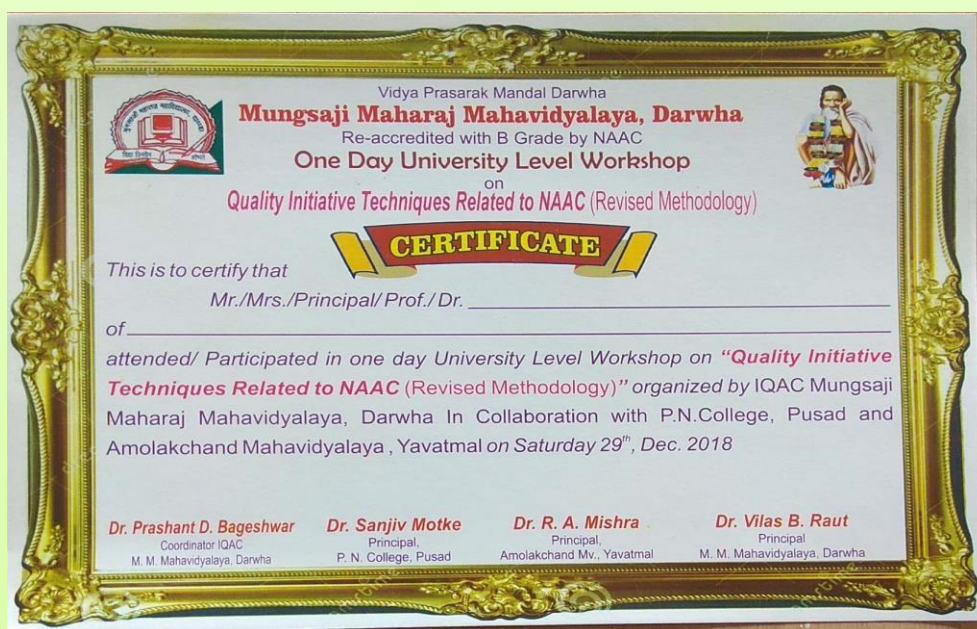 Vidya Prasarak Mandal Darwha
Mungsaji Maharaj Mahavidyalaya, Darwha
Re-accredited with B Grade by NAAC
One Day University Level Workshop
on
Quality Initiative Techniques Related to NAAC (Revised Methodology)
CERTIFICATE
This is to certify that
Mr./Mrs./Principal/ Prof./ Dr.
of
attended/ Participated in one day University Level Workshop on "Quality Initiative
Techniques Related to NAAC (Revised Methodology)" organized by IQAC Mungsaji
Maharaj Mahavidyalaya, Darwha In Collaboration with P.N.College, Pusad and
Amolakchand Mahavidyalaya , Yavatmal on Saturday 29th, Dec. 2018
Dr. Prashant D. Bageshwar
Coordinator IQAC
M. M. Mahavidyalaya, Darwha
Dr. Sanjiv Motke
Principal,
P. N. College, Pusad
Dr. R. A. Mishra
Principal,
Amolakchand Mv., Yavatmal
Dr. Vilas B. Raut
Principal
M. M. Mahavidyalaya, Darwha